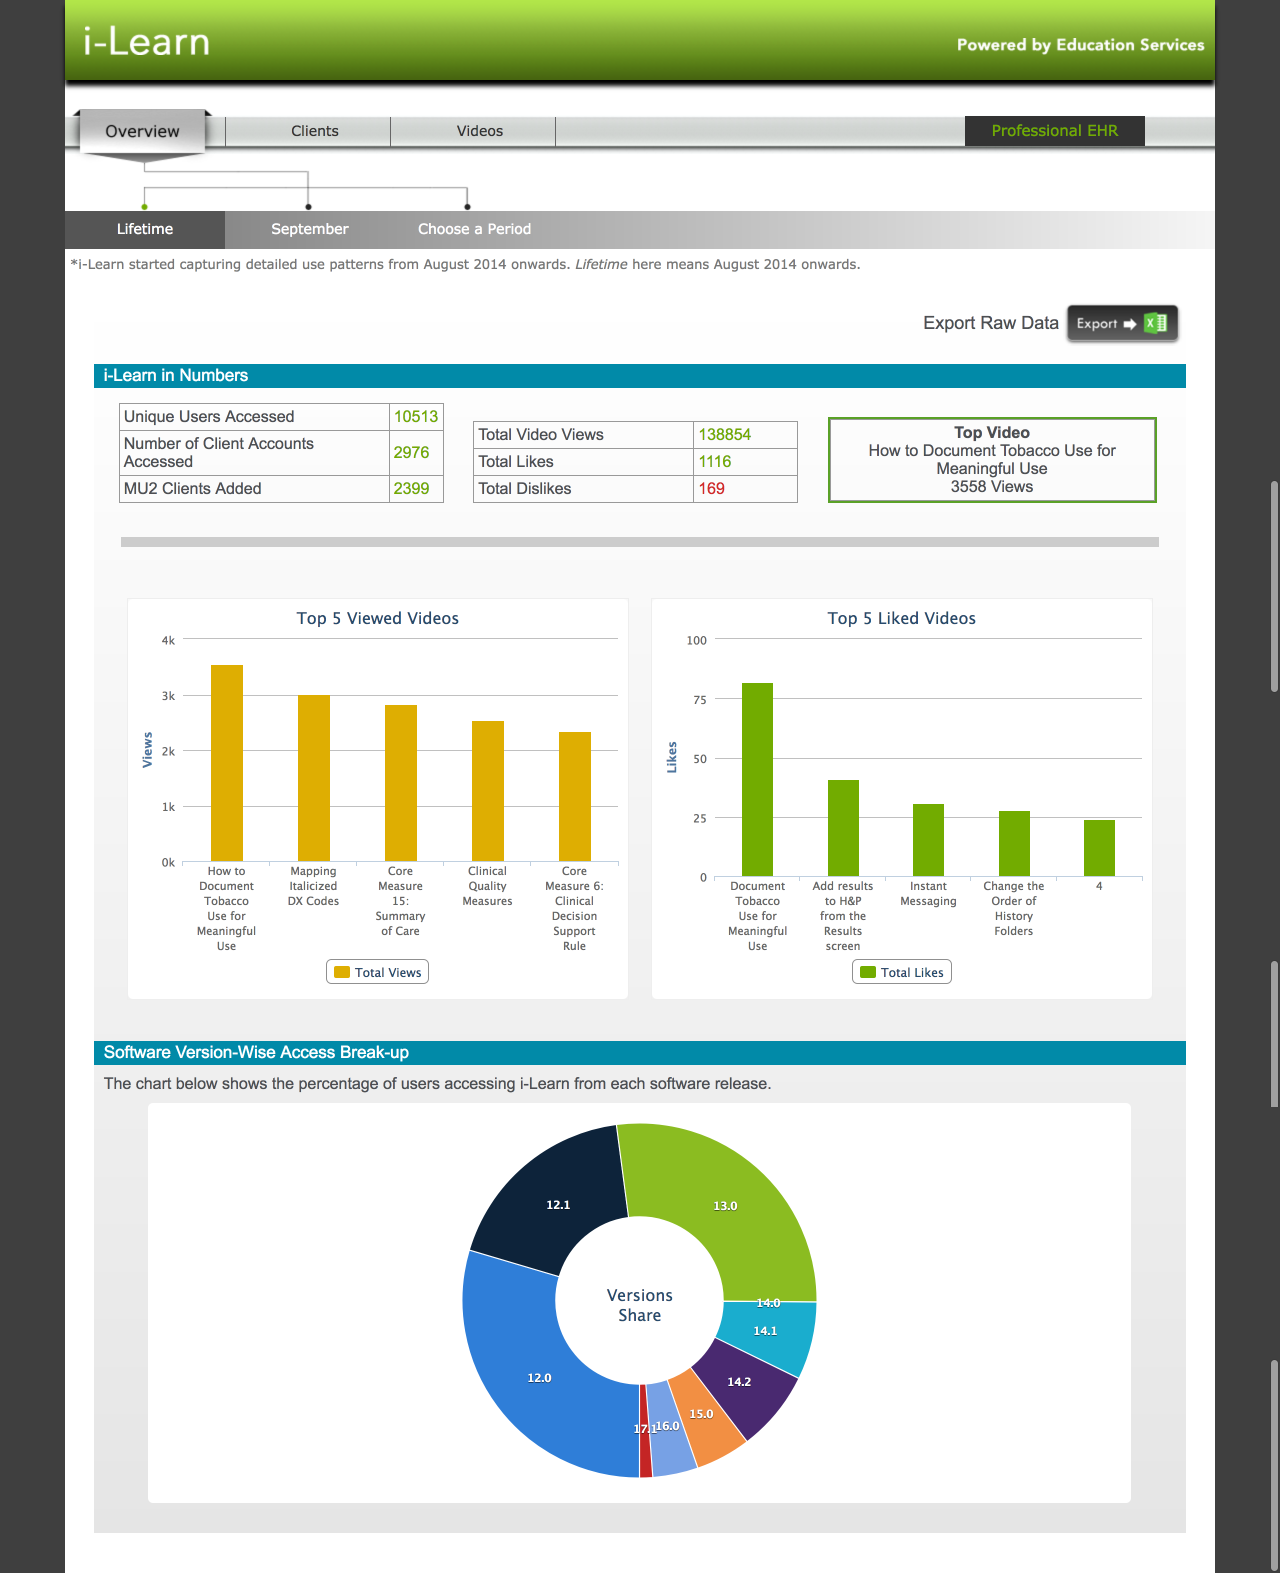 i-Learn
Powered by Education Services
Overview
Clients
Videos
Professional EHR
Lifetime
September
Choose a Period
*i-Learn started capturing detailed use patterns from August 2014 onwards. Lifetime here means August 2014 onwards.
Export Raw Data
Export
i-Learn in Numbers
Unique Users Accessed 10513
Number of Client Accounts
Accessed 2976
MU2 Clients Added 2399
Total Video Views 138854
Total Likes 1116
Total Dislikes 169
Top Video
How to Document Tobacco Use for
Meaningful Use
3558 Views
Top 5 Viewed Videos
4k
3k
2k
1k
0k
Views
How to
Document
Tobacco
Use for
Meaningful
Use
Mapping
Italicized
DX Codes
Core
Measure
15:
Summary
of Care
Clinical
Quality
Measures
Core
Measure 6:
Clinical
Decision
Support
Rule
Total Views
Top 5 Liked Videos
100
75
50
25
0
Likes
Document
Tobacco
Use for
Meaningful
Use
Add results
to H&P
from the
Results
screen
Instant
Messaging
Change the
Order of
History
Folders
4
Total Likes
Software Version-Wise Access Break-up
The chart below shows the percentage of users accessing i-Learn from each software release.
12.1
13.0
14.0
14.1
14.2
15.0
16.0
17.1
12.0
Versions
Share